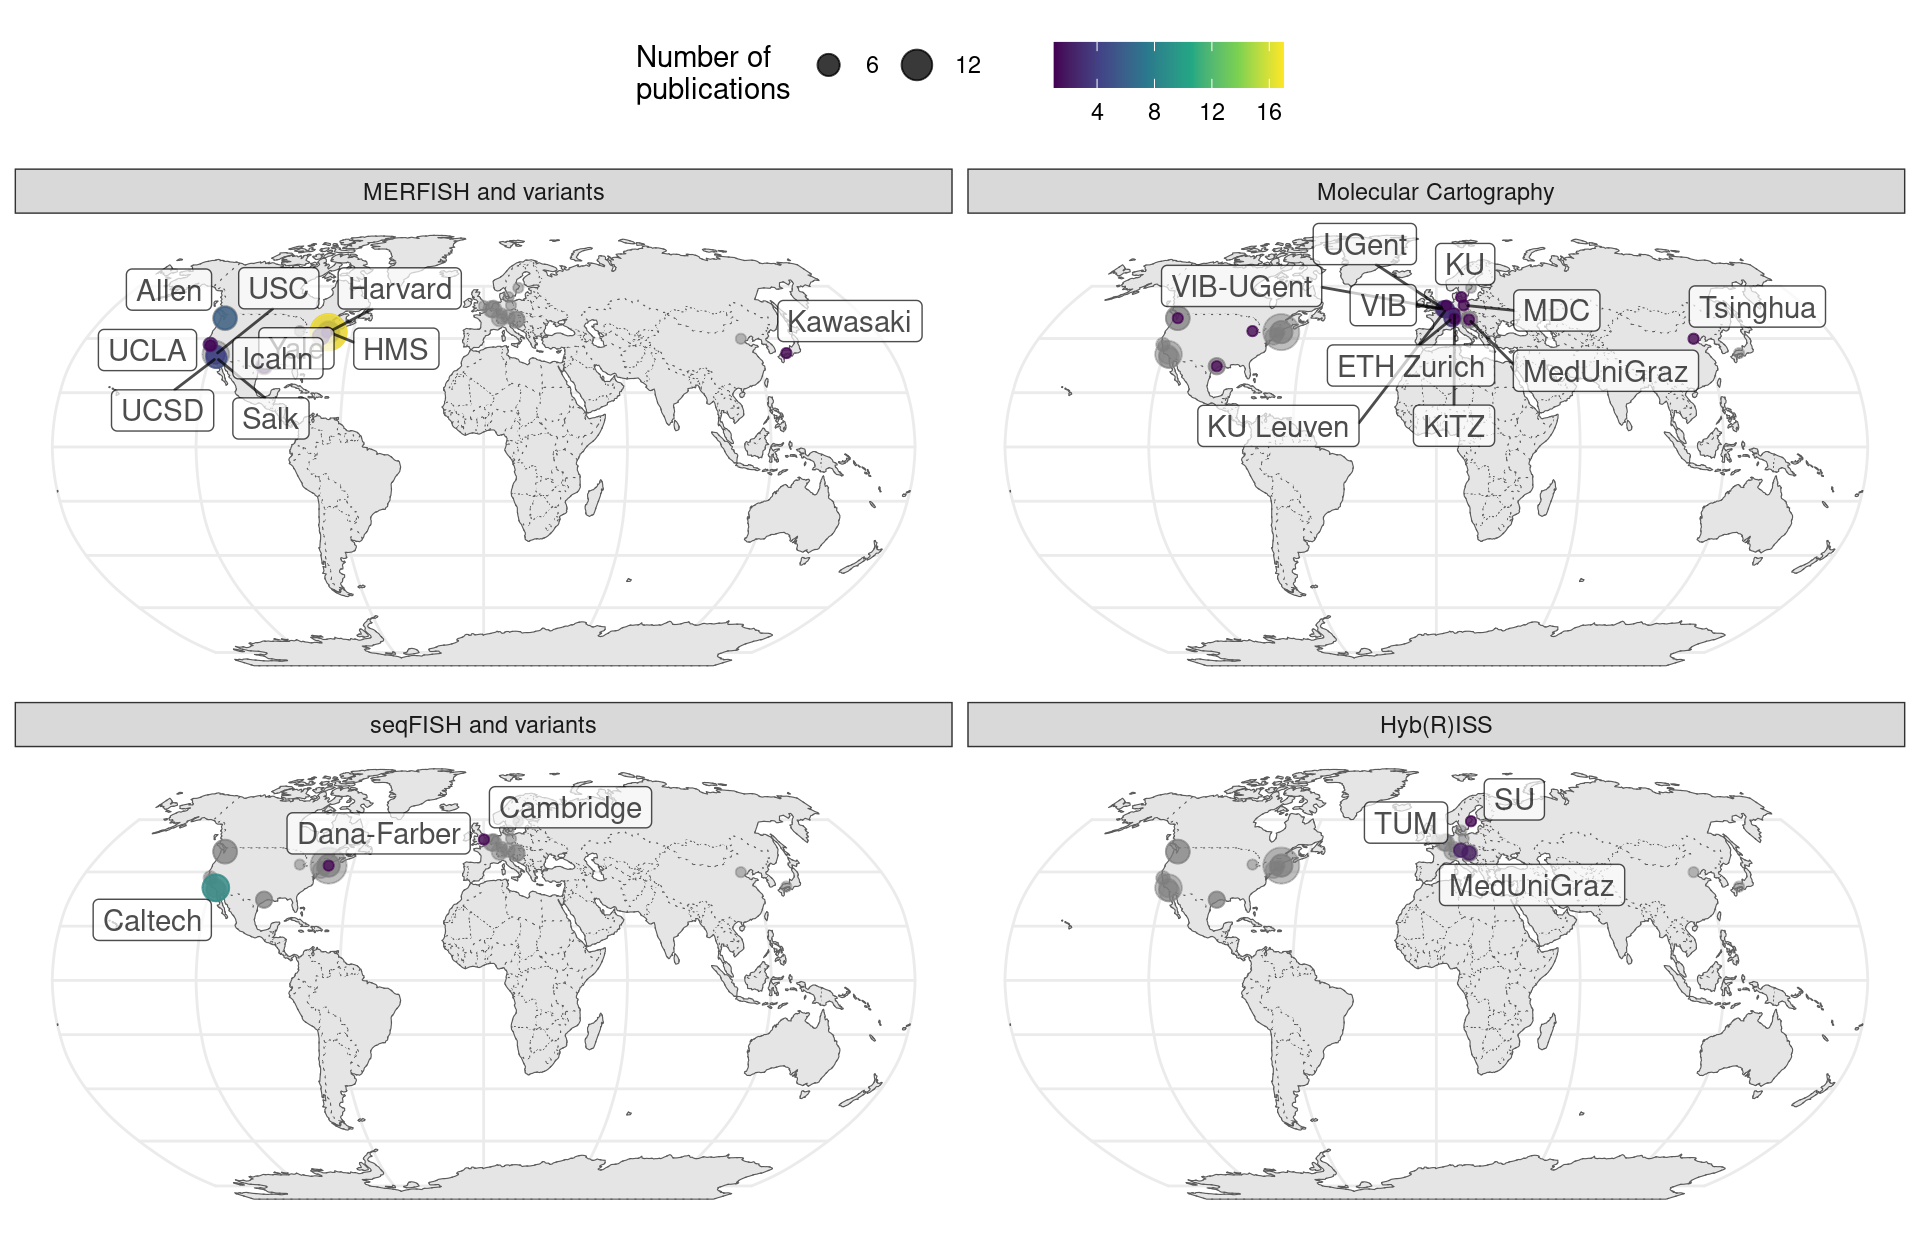 Number of
publications
6
12
4
8
12
16
MERFISH and variants
Molecular Cartography
Allen
USC
Harvard
Kawasaki
UCLA
Yale
Icahn
HMS
UCSD
Salk
UGent
KU
VIB-UGent
VIB
MDC
Tsinghua
ETH Zurich
MedUniGraz
KU Leuven
KiTZ
seqFISH and variants
Hyb(R)ISS
Cambridge
Dana-Farber
Caltech
SU
TUM
MedUniGraz